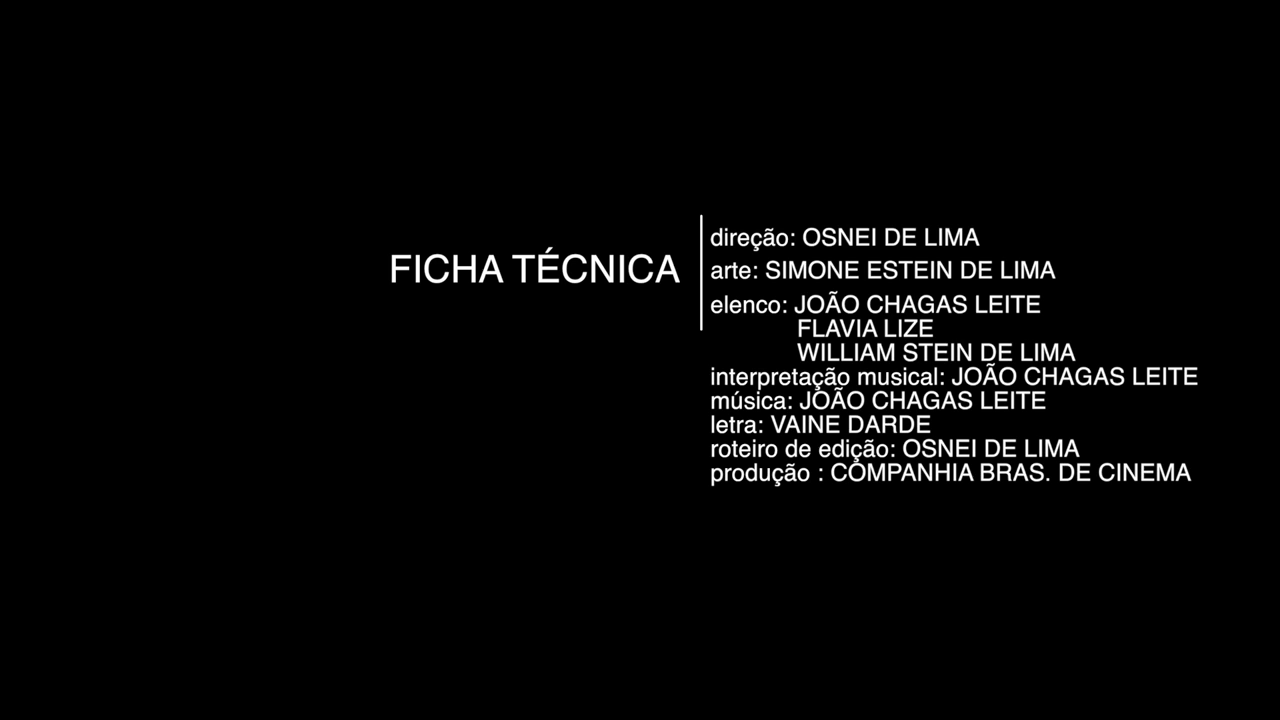 FICHA TÉCNICA
direção: OSNEI DE LIMA
arte: SIMONE ESTEIN DE LIMA
elenco: JOÃO CHAGAS LEITE
FLAVIA LIZE
WILLIAM STEIN DE LIMA
interpretação musical: JOÃO CHAGAS LEITE
música: JOÃO CHAGAS LEITE
letra: VAINE DARDE
roteiro de edição: OSNEI DE LIMA
produção : COMPANHIA BRAS. DE CINEMA